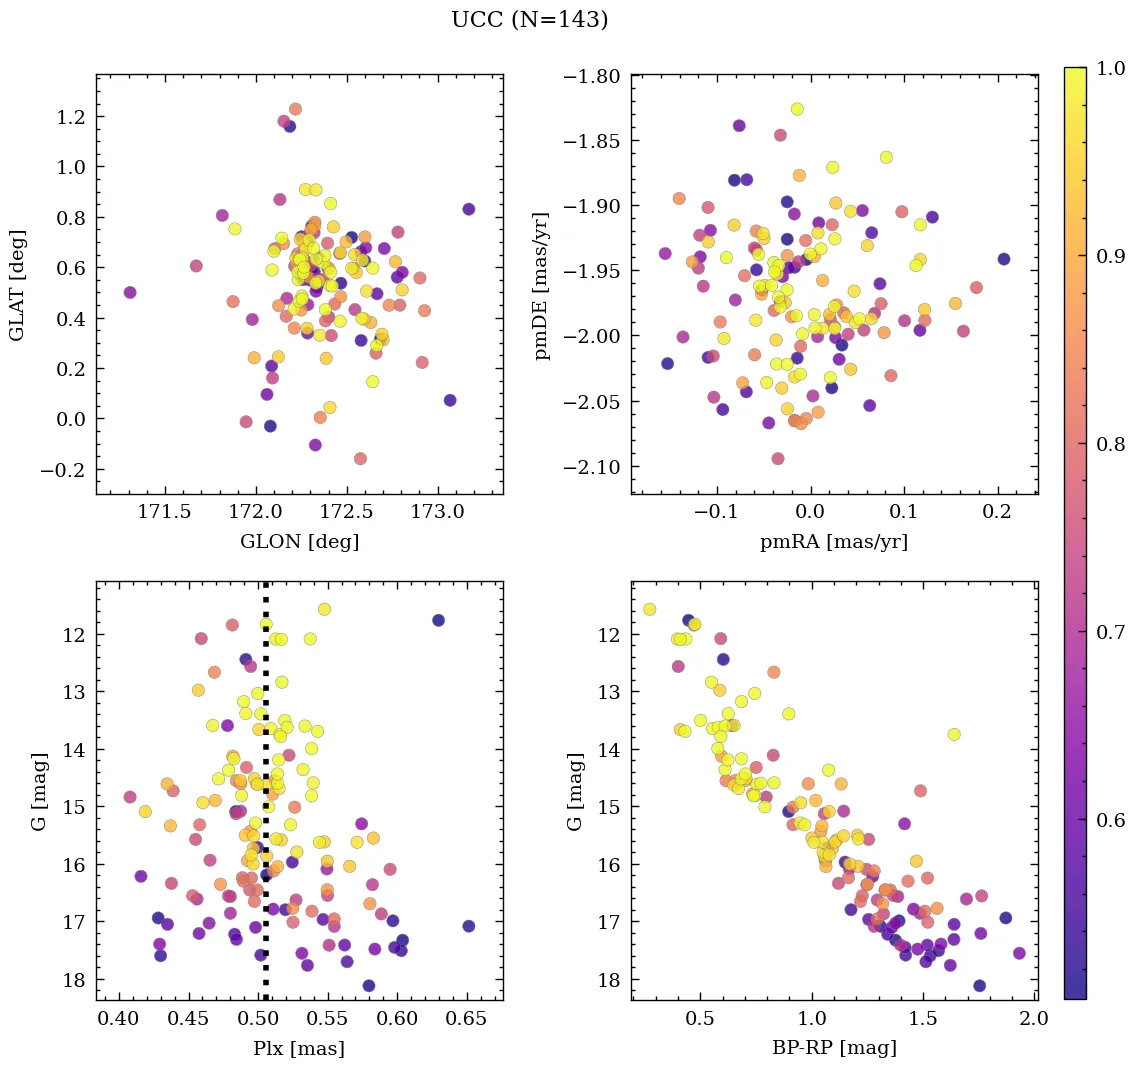 UCC (N=143)
1.2
1.0
0.8
0.6
0.4
0.2
0.0
−0.2
GLAT [deg]
171.5 172.0 172.5 173.0
GLON [deg]
−1.80
−1.85
−1.90
−1.95
−2.00
−2.05
−2.10
pmDE [mas/yr]
−0.1 0.0 0.1 0.2
pmRA [mas/yr]
12
13
14
15
16
17
18
G [mag]
0.40 0.45 0.50 0.55 0.60 0.65
Plx [mas]
12
13
14
15
16
17
18
G [mag]
0.5 1.0 1.5 2.0
BP-RP [mag]
1.0
0.9
0.8
0.7
0.6